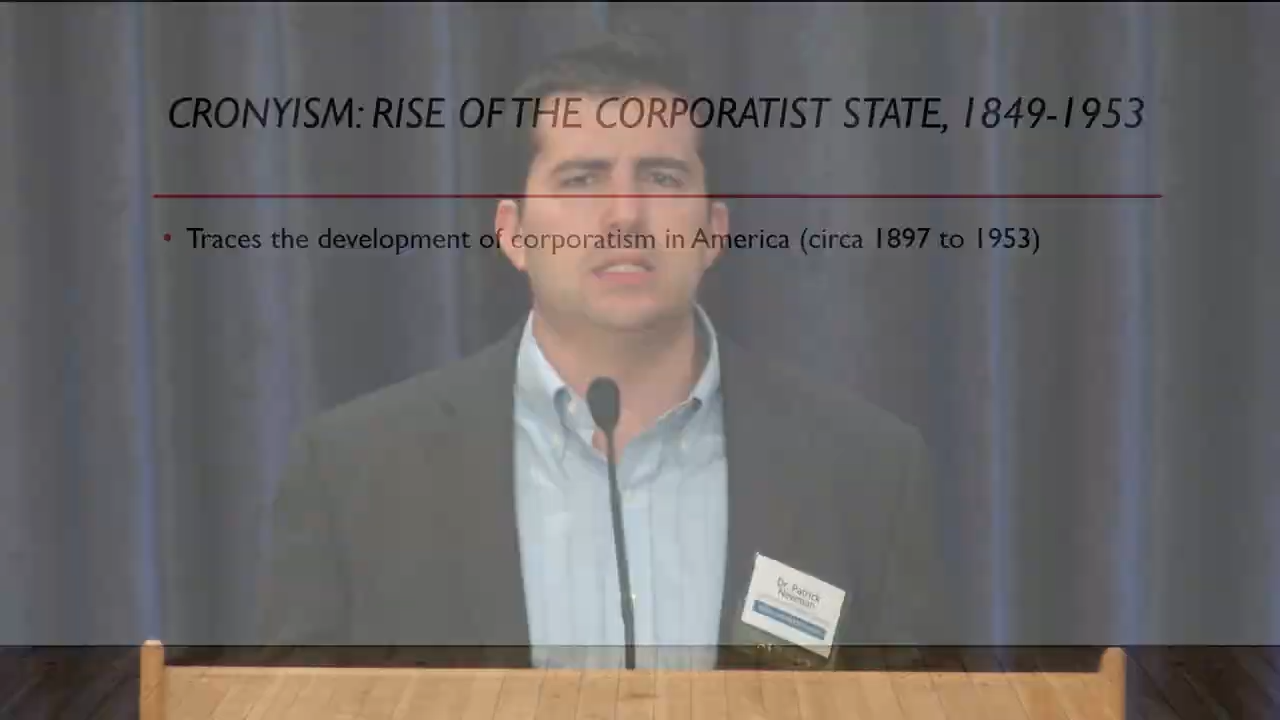 CRONYISM: RISE OF THE CORPORATIST STATE, 1849-1953
• Traces the development of corporatism in America (circa 1897 to 1953)
Dr. Patrick
Newman